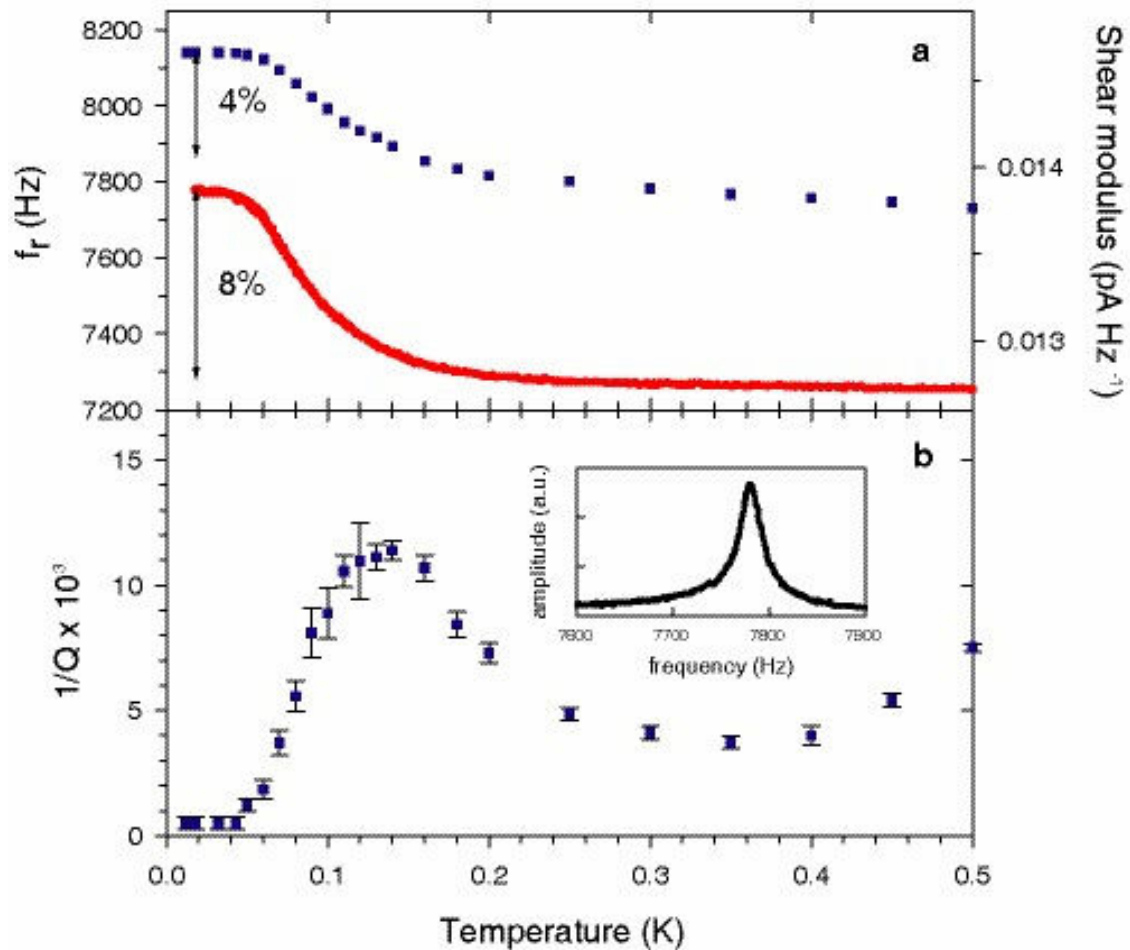 8200
8000
7800
7600
7400
7200
f_r (Hz)
a
4%
8%
0.014
0.013
Shear modulus (pA Hz⁻¹)
15
10
5
0
1/Q x 10³
b
amplitude (a.u.)
7600 7700 7800 7900
frequency (Hz)
0.0 0.1 0.2 0.3 0.4 0.5
Temperature (K)